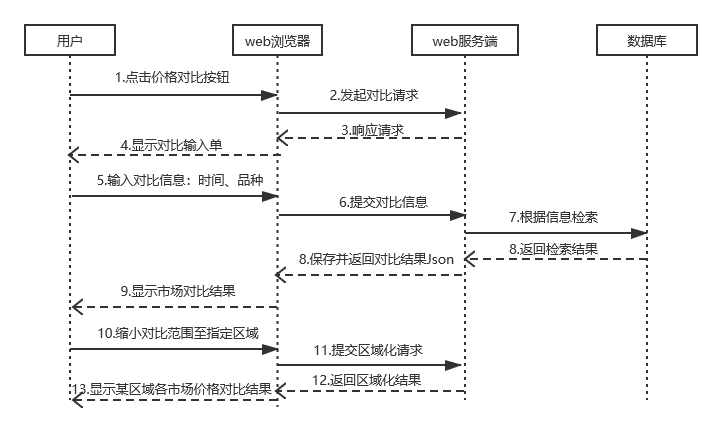 用户
web浏览器
web服务端
数据库
1.点击价格对比按钮
2.发起对比请求
3.响应请求
4.显示对比输入单
5.输入对比信息：时间、品种
6.提交对比信息
7.根据信息检索
8.返回检索结果
8.保存并返回对比结果Json
9.显示市场对比结果
10.缩小对比范围至指定区域
11.提交区域化请求
12.返回区域化结果
13.显示某区域各市场价格对比结果